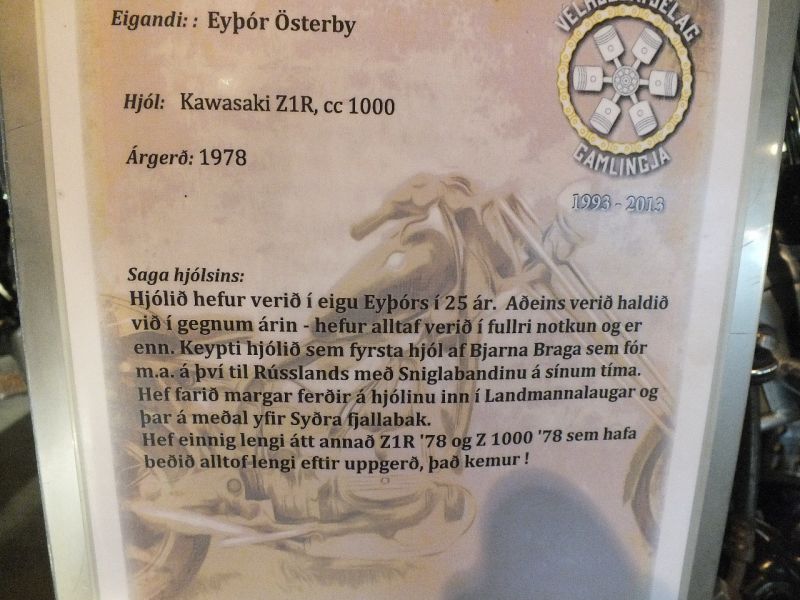 Eigandi: : Eyþór Österby
VÉLHJÓLAFJELAG
GAMLINGJA
1993 - 2013
Hjól: Kawasaki Z1R, cc 1000
Árgerð: 1978
Saga hjólsins:
Hjólið hefur verið í eigu Eyþórs í 25 ár. Aðeins verið haldið
við í gegnum árin - hefur alltaf verið í fullri notkun og er
enn. Keypti hjólið sem fyrsta hjól af Bjarna Braga sem fór
m.a. á því til Rússlands með Sniglabandinu á sínum tíma.
Hef farið margar ferðir á hjólinu inn í Landmannalaugar og
þar á meðal yfir Syðra fjallabak.
Hef einnig lengi átt annað Z1R '78 og Z 1000 '78 sem hafa
beðið alltof lengi eftir uppgerð, það kemur !